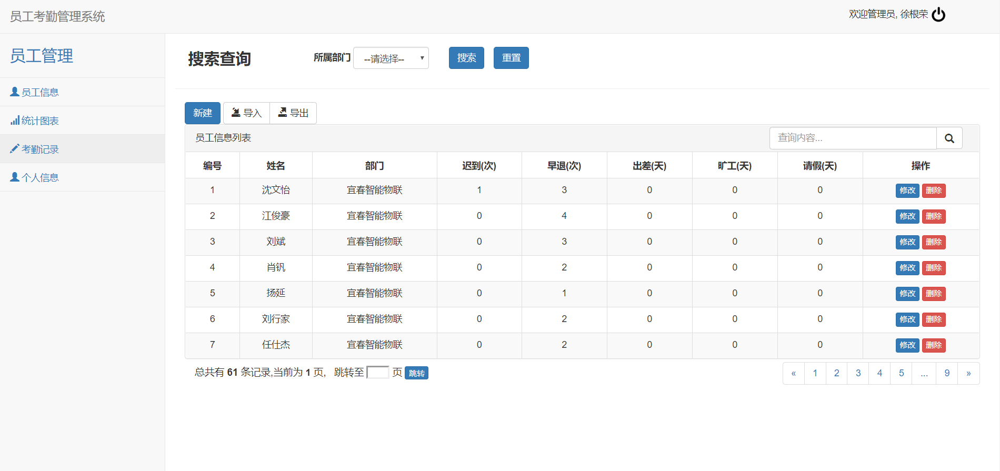 员工考勤管理系统
欢迎管理员, 徐根荣
员工管理
员工信息
统计图表
考勤记录
个人信息
搜索查询 所属部门 --请选择-- 搜索 重置
新建 导入 导出
员工信息列表 查询内容...
编号 姓名 部门 迟到(次) 早退(次) 出差(天) 旷工(天) 请假(天) 操作
1 沈文怡 宜春智能物联 1 3 0 0 0 修改 删除
2 江俊豪 宜春智能物联 0 4 0 0 0 修改 删除
3 刘斌 宜春智能物联 0 3 0 0 0 修改 删除
4 肖钒 宜春智能物联 0 2 0 0 0 修改 删除
5 扬延 宜春智能物联 0 1 0 0 0 修改 删除
6 刘行家 宜春智能物联 0 2 0 0 0 修改 删除
7 任仕杰 宜春智能物联 0 2 0 0 0 修改 删除
总共有 61 条记录,当前为 1 页, 跳转至 页 跳转
« 1 2 3 4 5 ... 9 »